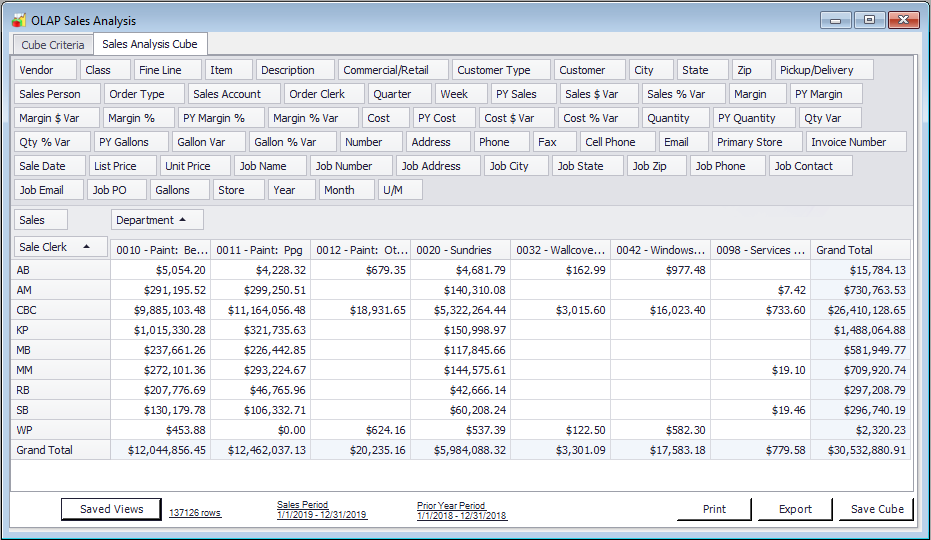 OLAP Sales Analysis
Cube Criteria Sales Analysis Cube
Vendor Class Fine Line Item Description Commercial/Retail Customer Type Customer City State Zip Pickup/Delivery
Sales Person Order Type Sales Account Order Clerk Quarter Week PY Sales Sales $ Var Sales % Var Margin PY Margin
Margin $ Var Margin % PY Margin % Margin % Var Cost PY Cost Cost $ Var Cost % Var Quantity PY Quantity Qty Var
Qty % Var PY Gallons Gallon Var Gallon % Var Number Address Phone Fax Cell Phone Email Primary Store Invoice Number
Sale Date List Price Unit Price Job Name Job Number Job Address Job City Job State Job Zip Job Phone Job Contact
Job Email Job PO Gallons Store Year Month U/M
Sales Department
Sale Clerk 0010 - Paint: Be... 0011 - Paint: Ppg 0012 - Paint: Ot... 0020 - Sundries 0032 - Wallcove... 0042 - Windows... 0098 - Services ... Grand Total
AB $5,054.20 $4,228.32 $679.35 $4,681.79 $162.99 $977.48 $15,784.13
AM $291,195.52 $299,250.51 $140,310.08 $7.42 $730,763.53
CBC $9,885,103.48 $11,164,056.48 $18,931.65 $5,322,264.44 $3,015.60 $16,023.40 $733.60 $26,410,128.65
KP $1,015,330.28 $321,735.63 $150,998.97 $1,488,064.88
MB $237,661.26 $226,442.85 $117,845.66 $581,949.77
MM $272,101.36 $293,224.67 $144,575.61 $19.10 $709,920.74
RB $207,776.69 $46,765.96 $42,666.14 $297,208.79
SB $130,179.78 $106,332.71 $60,208.24 $19.46 $296,740.19
WP $453.88 $0.00 $624.16 $537.39 $122.50 $582.30 $2,320.23
Grand Total $12,044,856.45 $12,462,037.13 $20,235.16 $5,984,088.32 $3,301.09 $17,583.18 $779.58 $30,532,880.91
Saved Views 137126 rows Sales Period Prior Year Period Print Export Save Cube
1/1/2019 - 12/31/2019 1/1/2018 - 12/31/2018